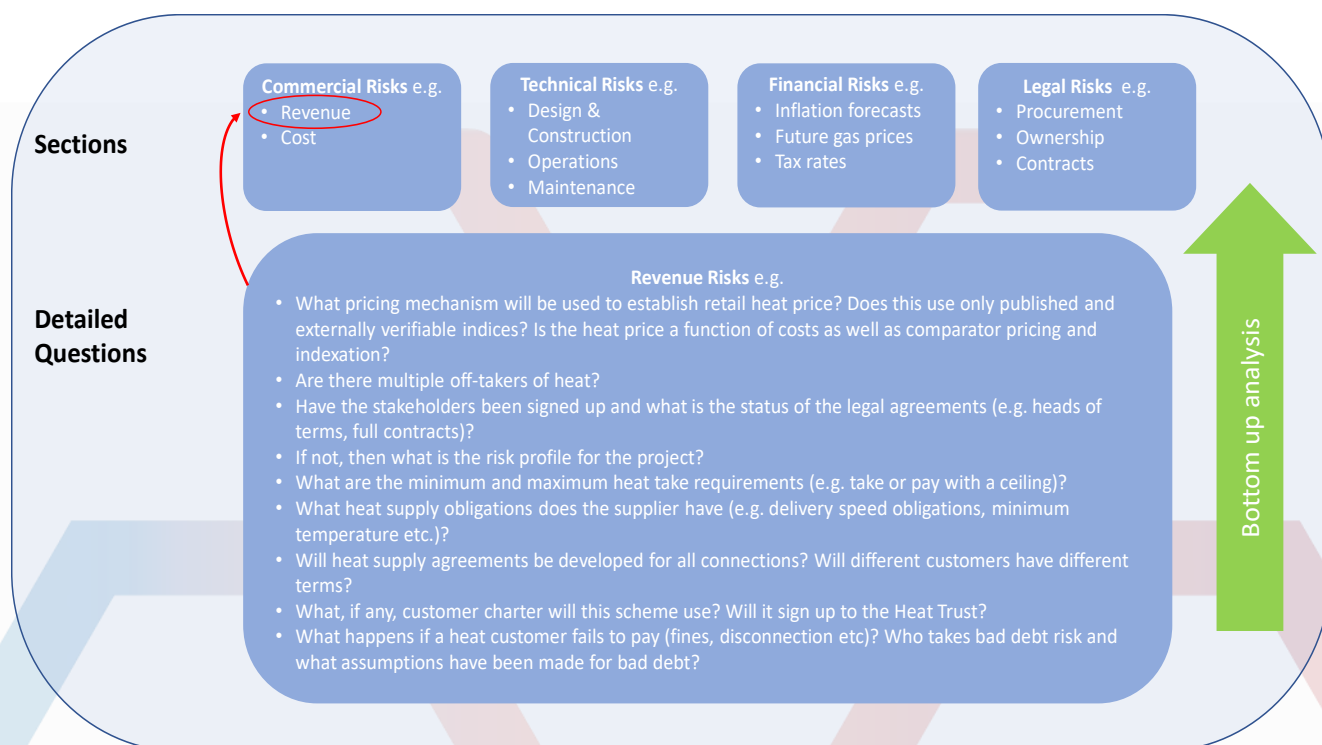 Sections
Commercial Risks e.g.
• Revenue
• Cost
Technical Risks e.g.
• Design &
Construction
• Operations
• Maintenance
Financial Risks e.g.
• Inflation forecasts
• Future gas prices
• Tax rates
Legal Risks e.g.
• Procurement
• Ownership
• Contracts
Detailed
Questions
Revenue Risks e.g.
• What pricing mechanism will be used to establish retail heat price? Does this use only published and
externally verifiable indices? Is the heat price a function of costs as well as comparator pricing and
indexation?
• Are there multiple off-takers of heat?
• Have the stakeholders been signed up and what is the status of the legal agreements (e.g. heads of
terms, full contracts)?
• If not, then what is the risk profile for the project?
• What are the minimum and maximum heat take requirements (e.g. take or pay with a ceiling)?
• What heat supply obligations does the supplier have (e.g. delivery speed obligations, minimum
temperature etc.)?
• Will heat supply agreements be developed for all connections? Will different customers have different
terms?
• What, if any, customer charter will this scheme use? Will it sign up to the Heat Trust?
• What happens if a heat customer fails to pay (fines, disconnection etc)? Who takes bad debt risk and
what assumptions have been made for bad debt?
Bottom up analysis